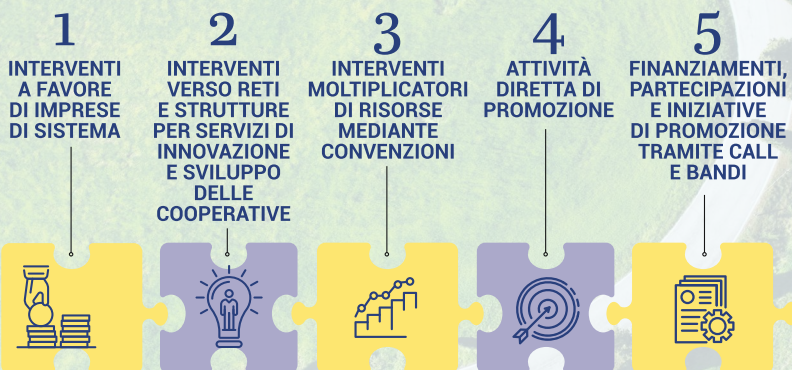 1
INTERVENTI
A FAVORE
DI IMPRESE
DI SISTEMA
2
INTERVENTI
VERSO RETI
E STRUTTURE
PER SERVIZI DI
INNOVAZIONE
E SVILUPPO
DELLE
COOPERATIVE
3
INTERVENTI
MOLTIPLICATORI
DI RISORSE
MEDIANTE
CONVENZIONI
4
ATTIVITÀ
DIRETTA DI
PROMOZIONE
5
FINANZIAMENTI,
PARTECIPAZIONI
E INIZIATIVE
DI PROMOZIONE
TRAMITE CALL
E BANDI